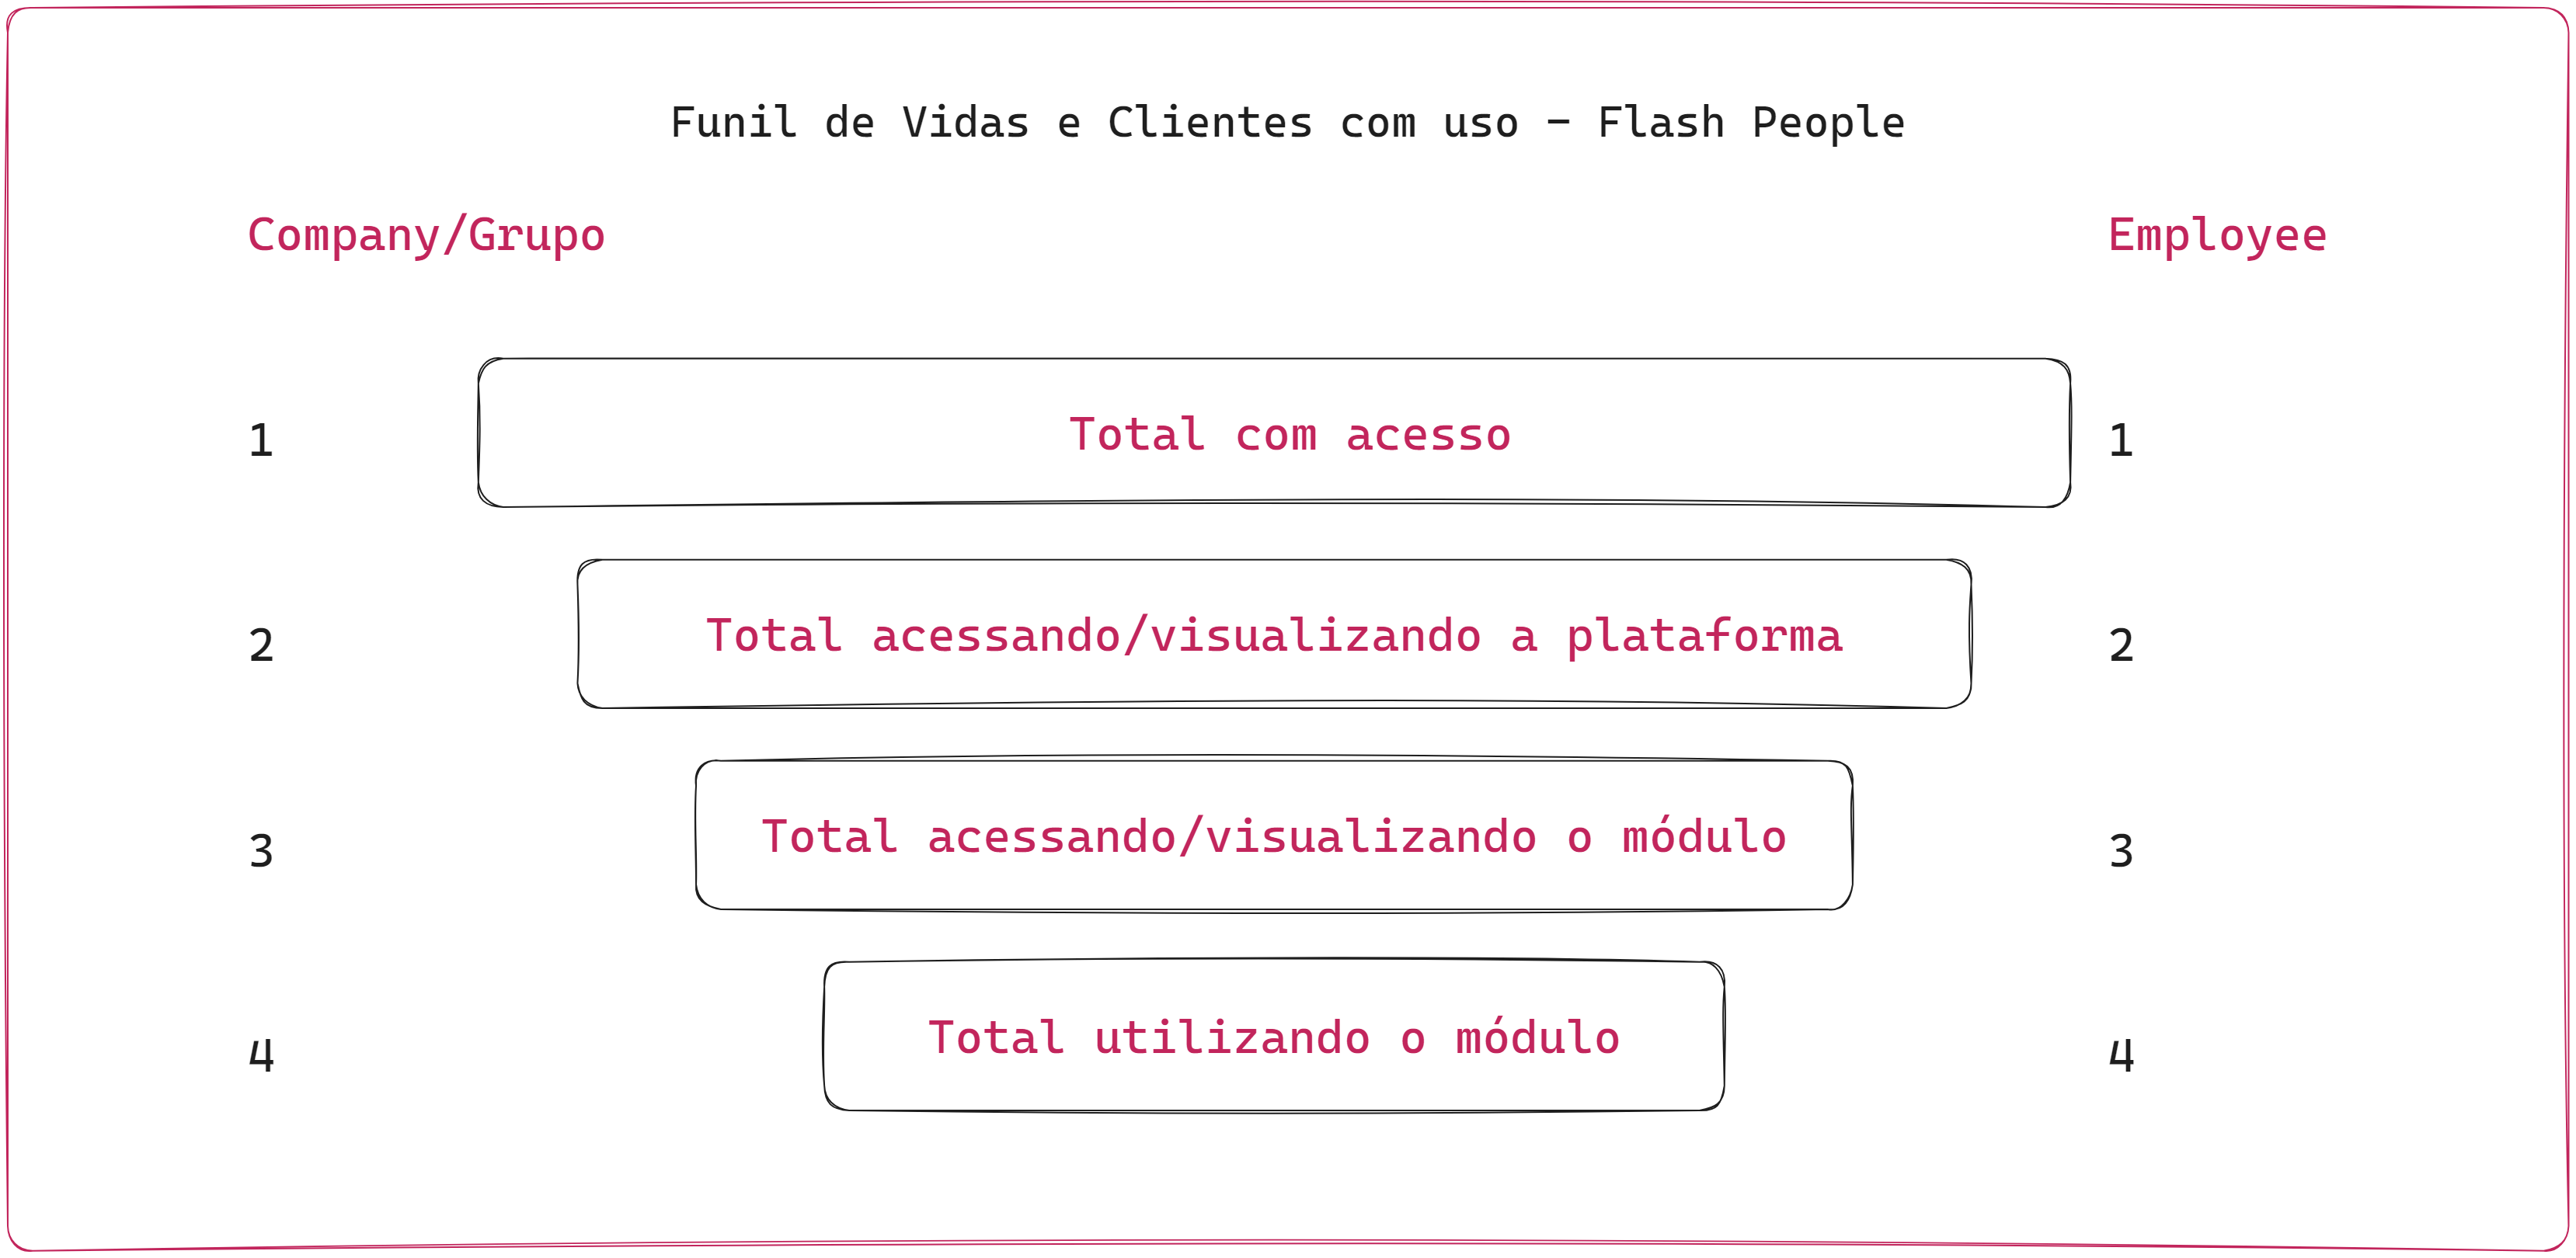 Funil de Vidas e Clientes com uso - Flash People
Company/Grupo Employee
1 Total com acesso 1
2 Total acessando/visualizando a plataforma 2
3 Total acessando/visualizando o módulo 3
4 Total utilizando o módulo 4